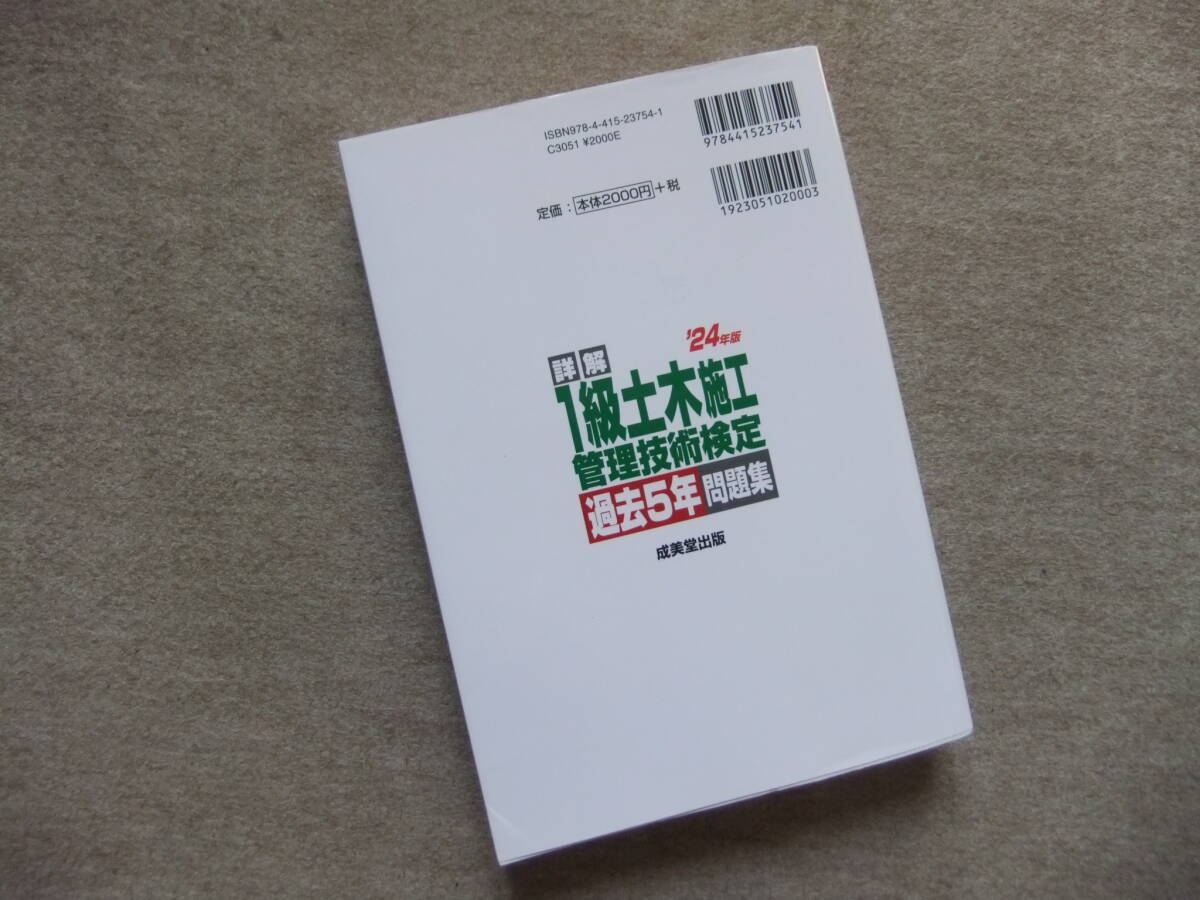 ISBN978-4-415-23754-1
C3051 ¥2000E
9784415237541
定価：本体2000円＋税
1923051020003
'24年版
詳解
1級土木施工
管理技術検定
過去5年問題集
成美堂出版